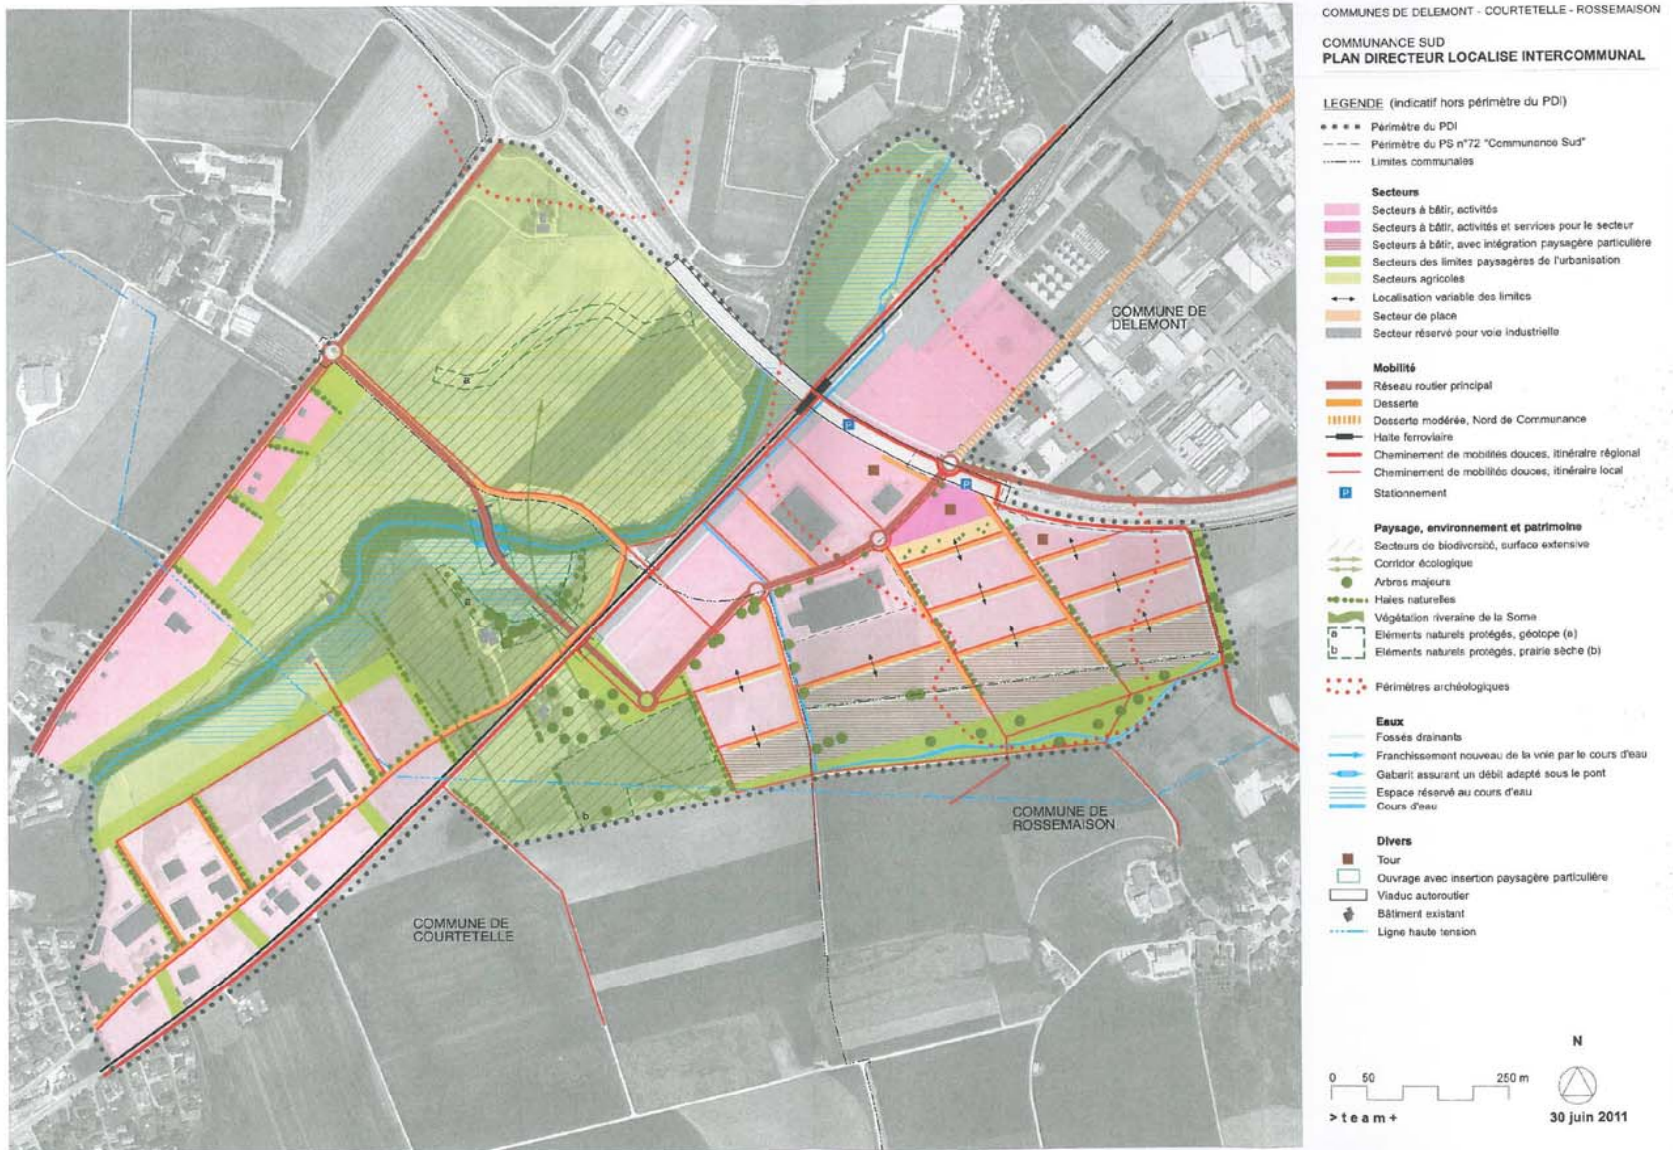 COMMUNES DE DELEMONT - COURTETELLE - ROSSEMAISON
COMMUNANCE SUD
PLAN DIRECTEUR LOCALISE INTERCOMMUNAL
LEGENDE (indicatif hors périmètre du PDI)
Périmètre du PDI
Périmètre du PS n°72 "Communance Sud"
Limites communales
Secteurs
Secteurs à bâtir, activités
Secteurs à bâtir, activités et services pour le secteur
Secteurs à bâtir, avec intégration paysagère particulière
Secteurs des limites paysagères de l'urbanisation
Secteurs agricoles
Localisation variable des limites
Secteur de place
Secteur réservé pour voie industrielle
Mobilité
Réseau routier principal
Desserte
Desserte modérée, Nord de Communance
Halte ferroviaire
Cheminement de mobilités douces, itinéraire régional
Cheminement de mobilités douces, itinéraire local
P Stationnement
Paysage, environnement et patrimoine
Secteurs de biodiversité, surface extensive
Corridor écologique
Arbres majeurs
Haies naturelles
Végétation riveraine de la Sorne
a Eléments naturels protégés, géotope (a)
b Eléments naturels protégés, prairie sèche (b)
Périmètres archéologiques
Eaux
Fossés drainants
Franchissement nouveau de la voie par le cours d'eau
Gabarit assurant un débit adapté sous le pont
Espace réservé au cours d'eau
Cours d'eau
Divers
Tour
Ouvrage avec insertion paysagère particulière
Viaduc autoroutier
Bâtiment existant
Ligne haute tension
N
0 50 250 m
>team+
30 juin 2011
COMMUNE DE
DELEMONT
P
P
a
a
b
COMMUNE DE
ROSSEMAISON
COMMUNE DE
COURTETELLE